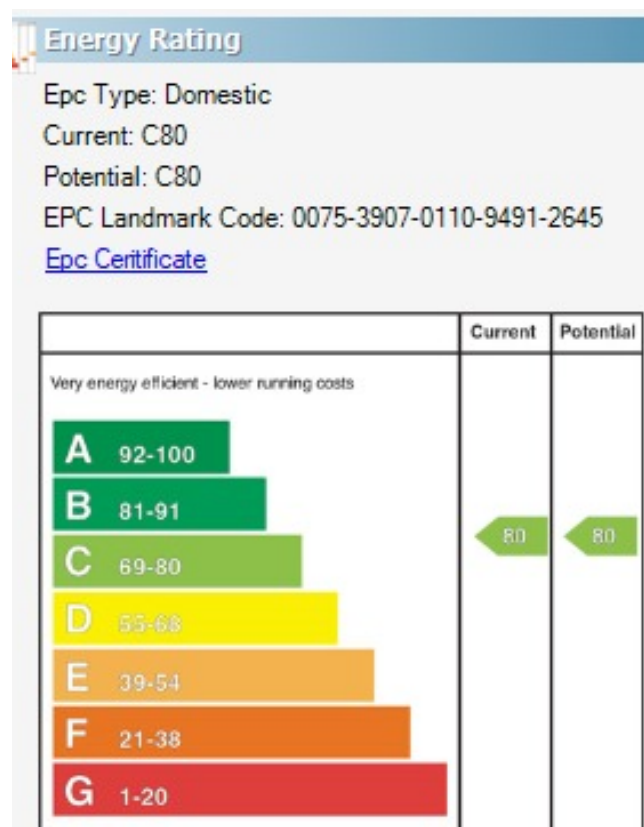 Energy Rating
Epc Type: Domestic
Current: C80
Potential: C80
EPC Landmark Code: 0075-3907-0110-9491-2645
Epc Ceritificate
Current Potential
Very energy efficient - lower running costs
A 92-100
B 81-91
80 80
C 69-80
D 55-68
E 39-54
F 21-38
G 1-20